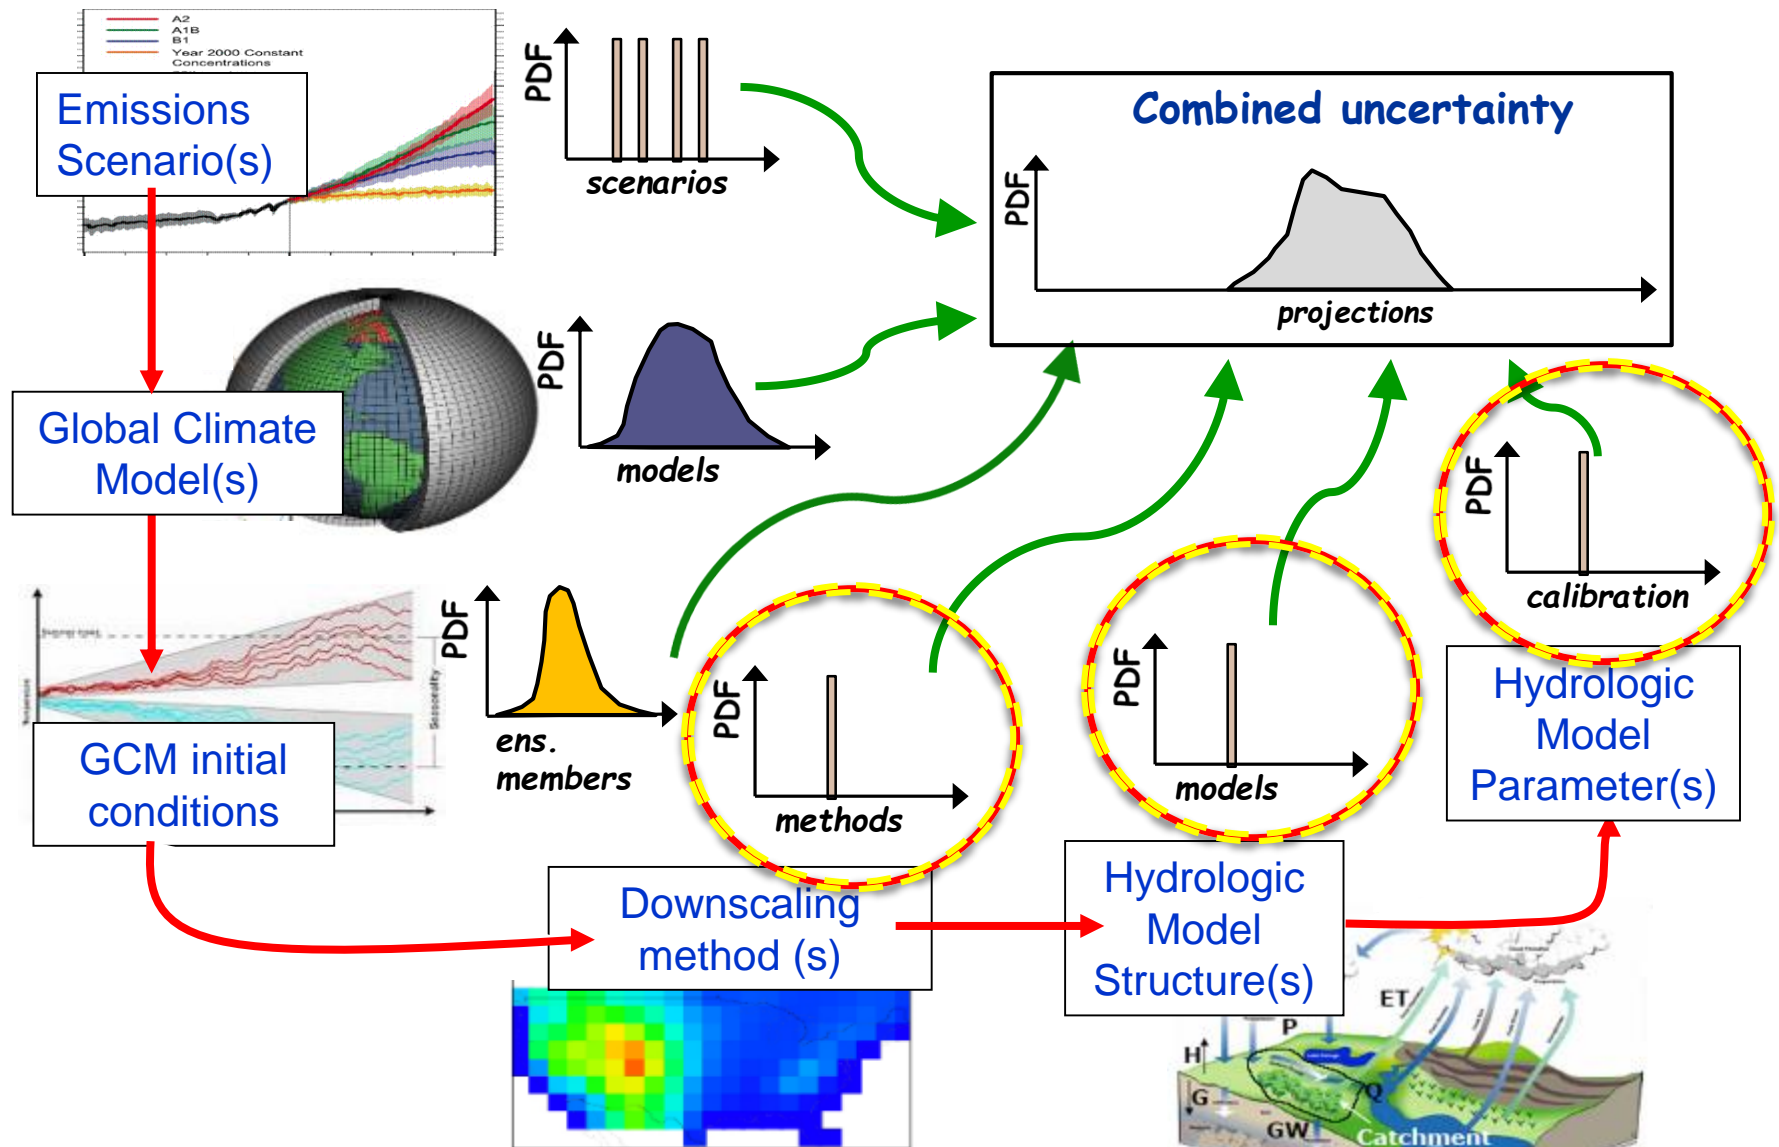 A2
A1B
B1
Year 2000 Constant
Concentrations
Emissions
Scenario(s)
PDF
scenarios
Combined uncertainty
PDF
projections
Global Climate
Model(s)
PDF
models
PDF
calibration
GCM initial
conditions
PDF
ens.
members
PDF
methods
PDF
models
Hydrologic
Model
Parameter(s)
Downscaling
method (s)
Hydrologic
Model
Structure(s)
ET
P
H
G
Q
GW
Catchment